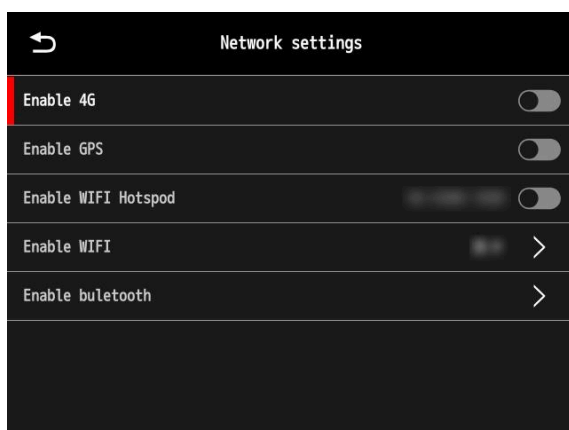 Network settings
Enable 4G
Enable GPS
Enable WIFI Hotspod
Enable WIFI
Enable buletooth